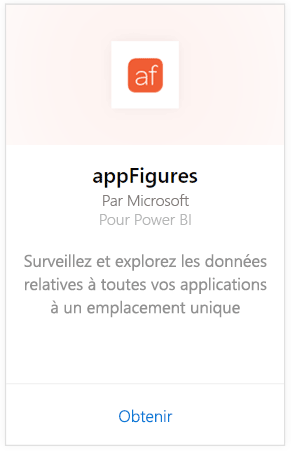 af
appFigures
Par Microsoft
Pour Power BI
Surveillez et explorez les données
relatives à toutes vos applications
à un emplacement unique
Obtenir